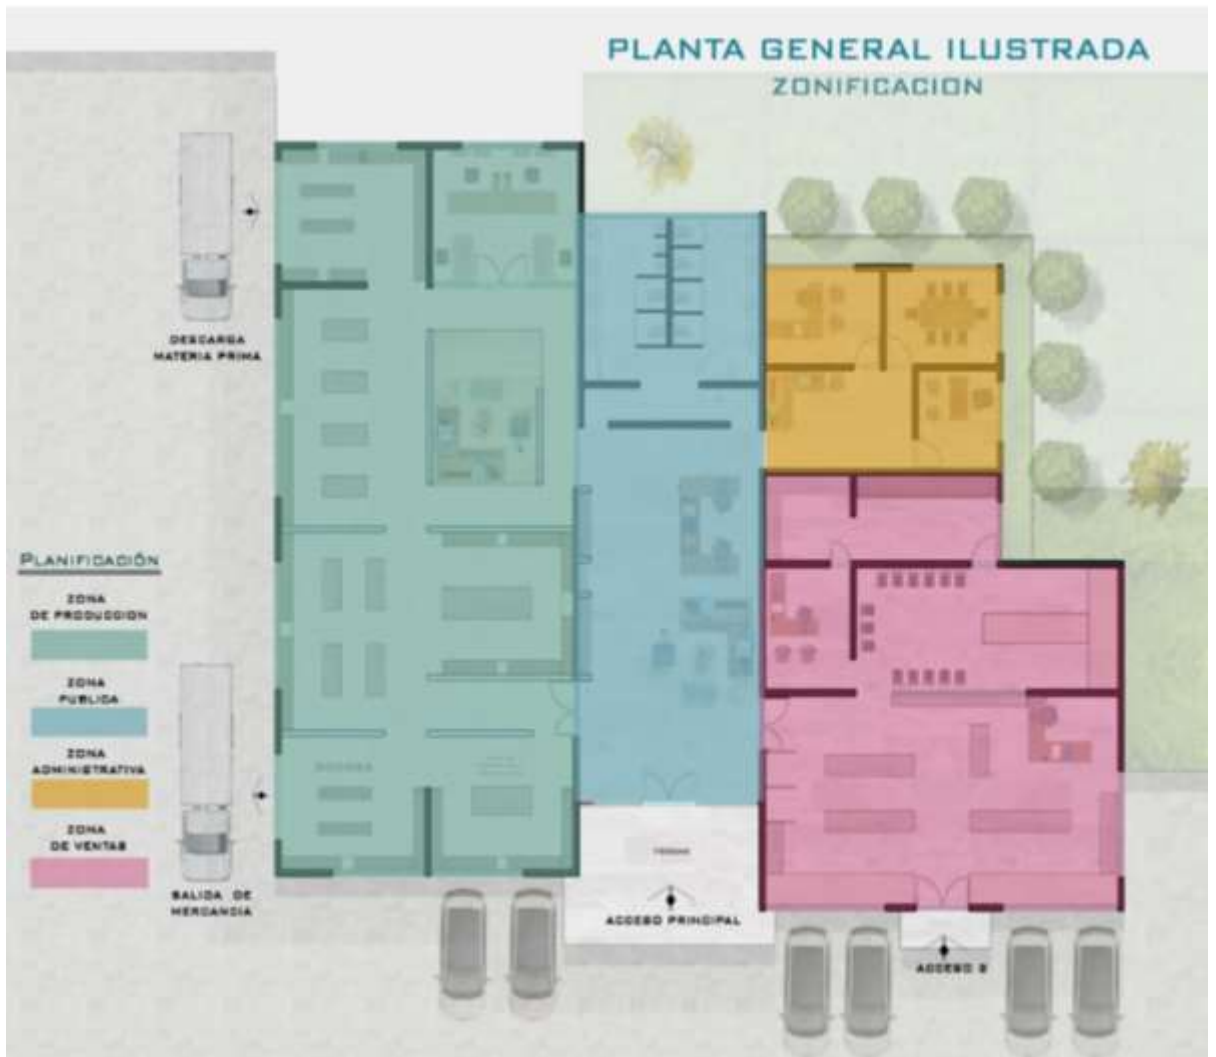 PLANTA GENERAL ILUSTRADA
ZONIFICACION
DESCARGA
MATERIA PRIMA
PLANIFICACIÓN
ZONA
DE PRODUCCION
ZONA
PUBLICA
ZONA
ADMINISTRATIVA
ZONA
DE VENTAS
SALIDA DE
MERCANCIA
ACCESO PRINCIPAL
ACCESO 2